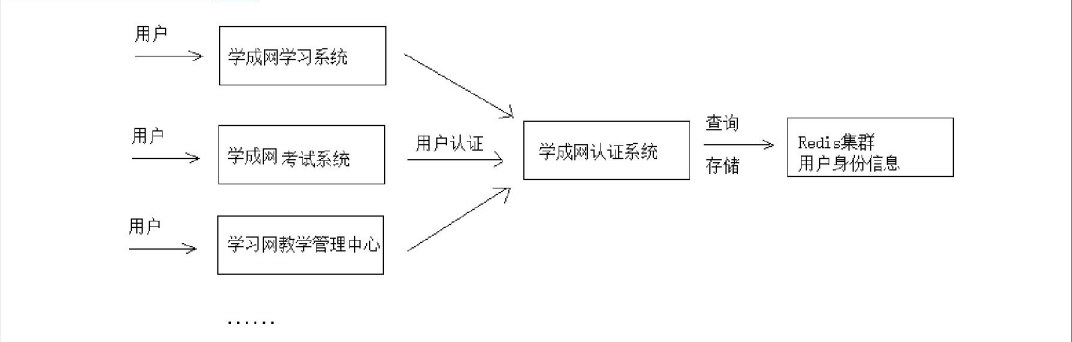 用户
学成网学习系统
用户
学成网 考试系统
用户认证
学成网认证系统
查询
存储
Redis集群
用户身份信息
用户
学习网教学管理中心
......